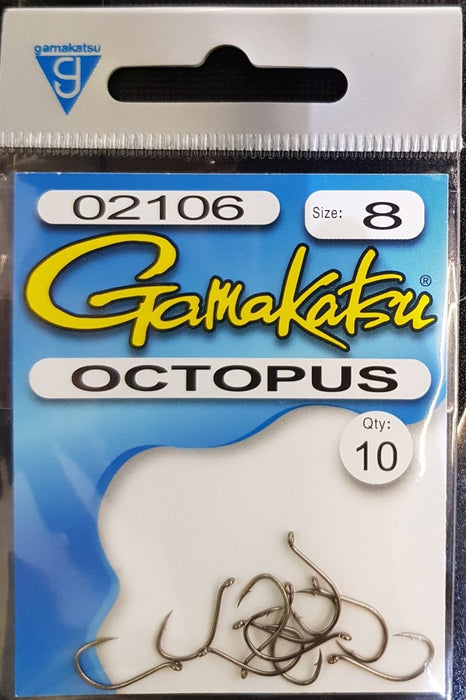 gamakatsu
G
02106
Size: 8
Gamakatsu®
OCTOPUS
Qty:
10